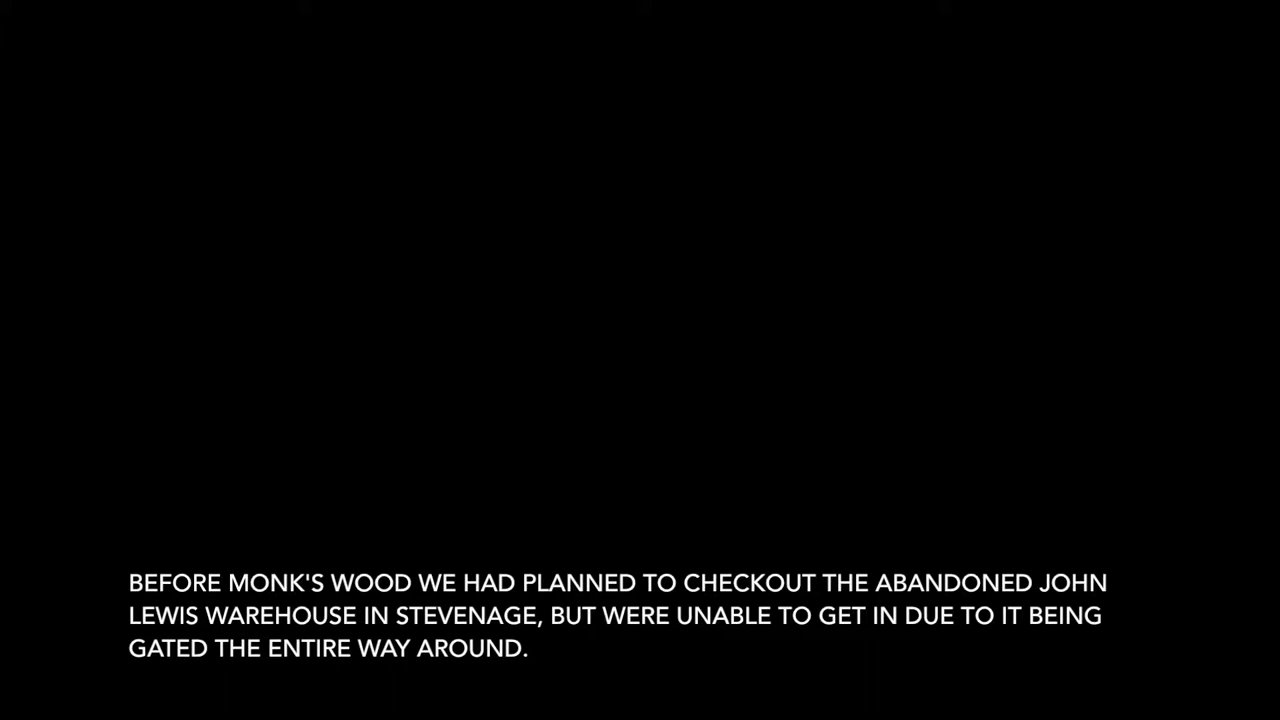 BEFORE MONK'S WOOD WE HAD PLANNED TO CHECKOUT THE ABANDONED JOHN
LEWIS WAREHOUSE IN STEVENAGE, BUT WERE UNABLE TO GET IN DUE TO IT BEING
GATED THE ENTIRE WAY AROUND.